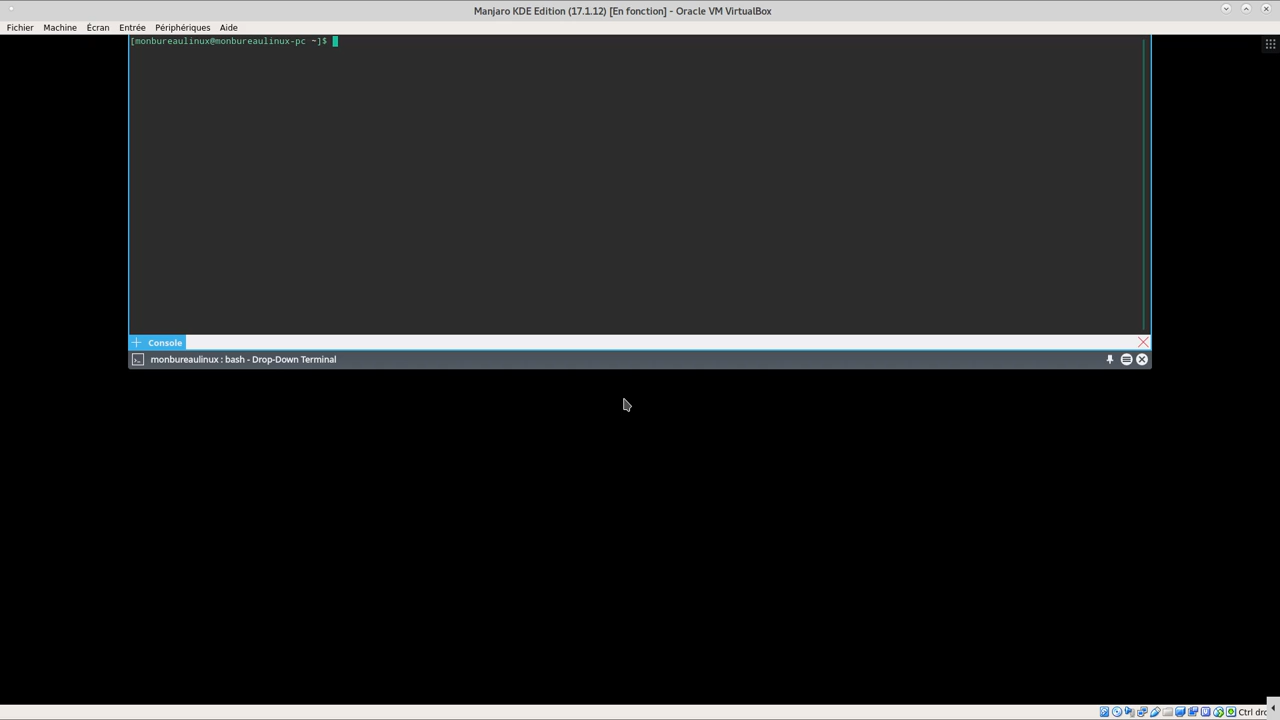 Manjaro KDE Edition (17.1.12) [En fonction] - Oracle VM VirtualBox
Fichier Machine Écran Entrée Périphériques Aide
[monbureaulinux@monbureaulinux-pc ~]$
Console
monbureaulinux : bash - Drop-Down Terminal
Ctrl